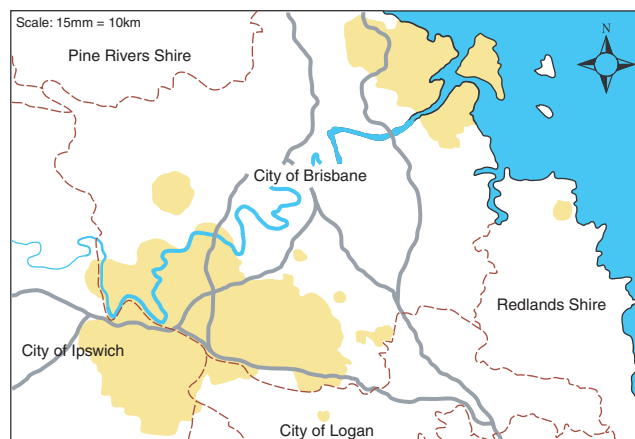 Scale: 15mm = 10km
Pine Rivers Shire
N
City of Brisbane
Redlands Shire
City of Ipswich
City of Logan